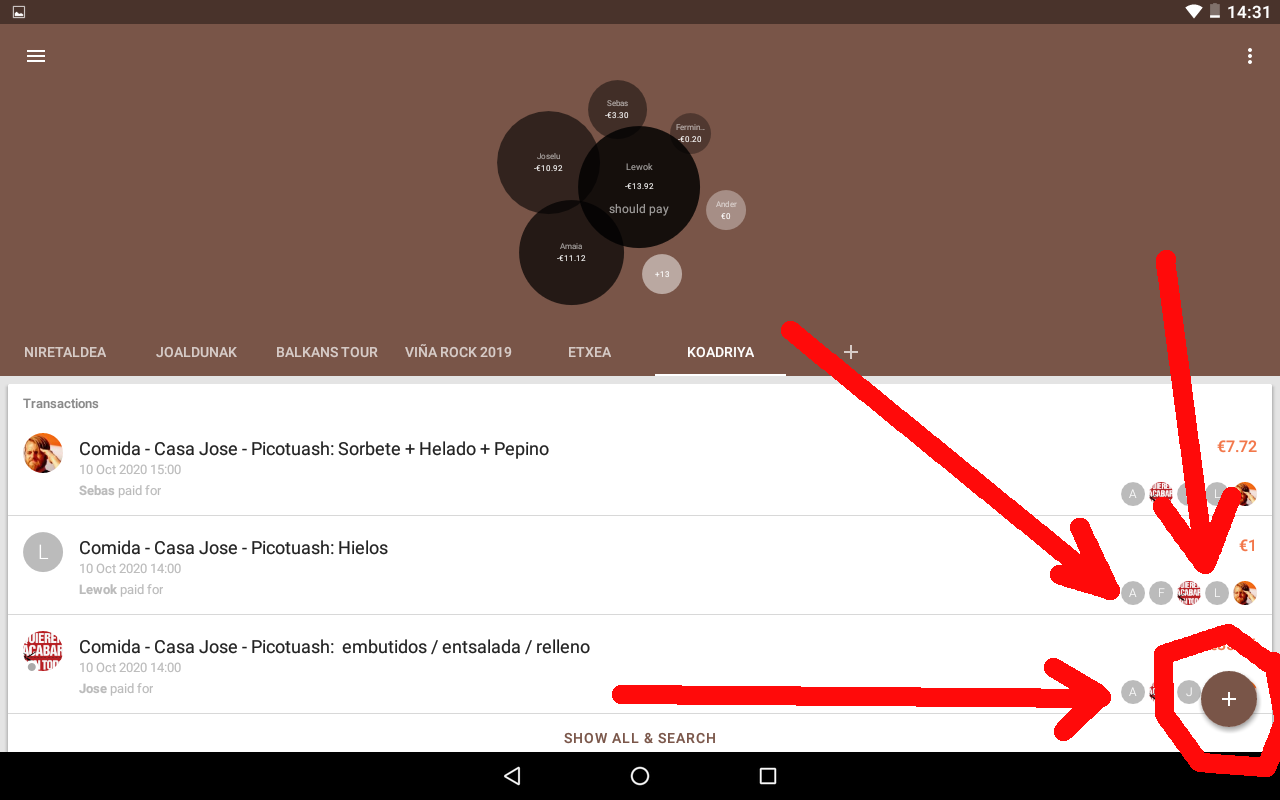 14:31
Sebas
-€3.30
Fermin..
-€0.20
Joselu
-€10.92
Lewok
-€13.92
should pay
Ander
€0
Amaia
-€11.12
+13
NIRETALDEA JOALDUNAK BALKANS TOUR VIÑA ROCK 2019 ETXEA KOADRIYA +
Transactions
Comida - Casa Jose - Picotuash: Sorbete + Helado + Pepino
€7.72
10 Oct 2020 15:00
Sebas paid for
A L
L
Comida - Casa Jose - Picotuash: Hielos
€1
10 Oct 2020 14:00
Lewok paid for
A F L
Comida - Casa Jose - Picotuash:  embutidos / entsalada / relleno
10 Oct 2020 14:00
Jose paid for
A J +
SHOW ALL & SEARCH